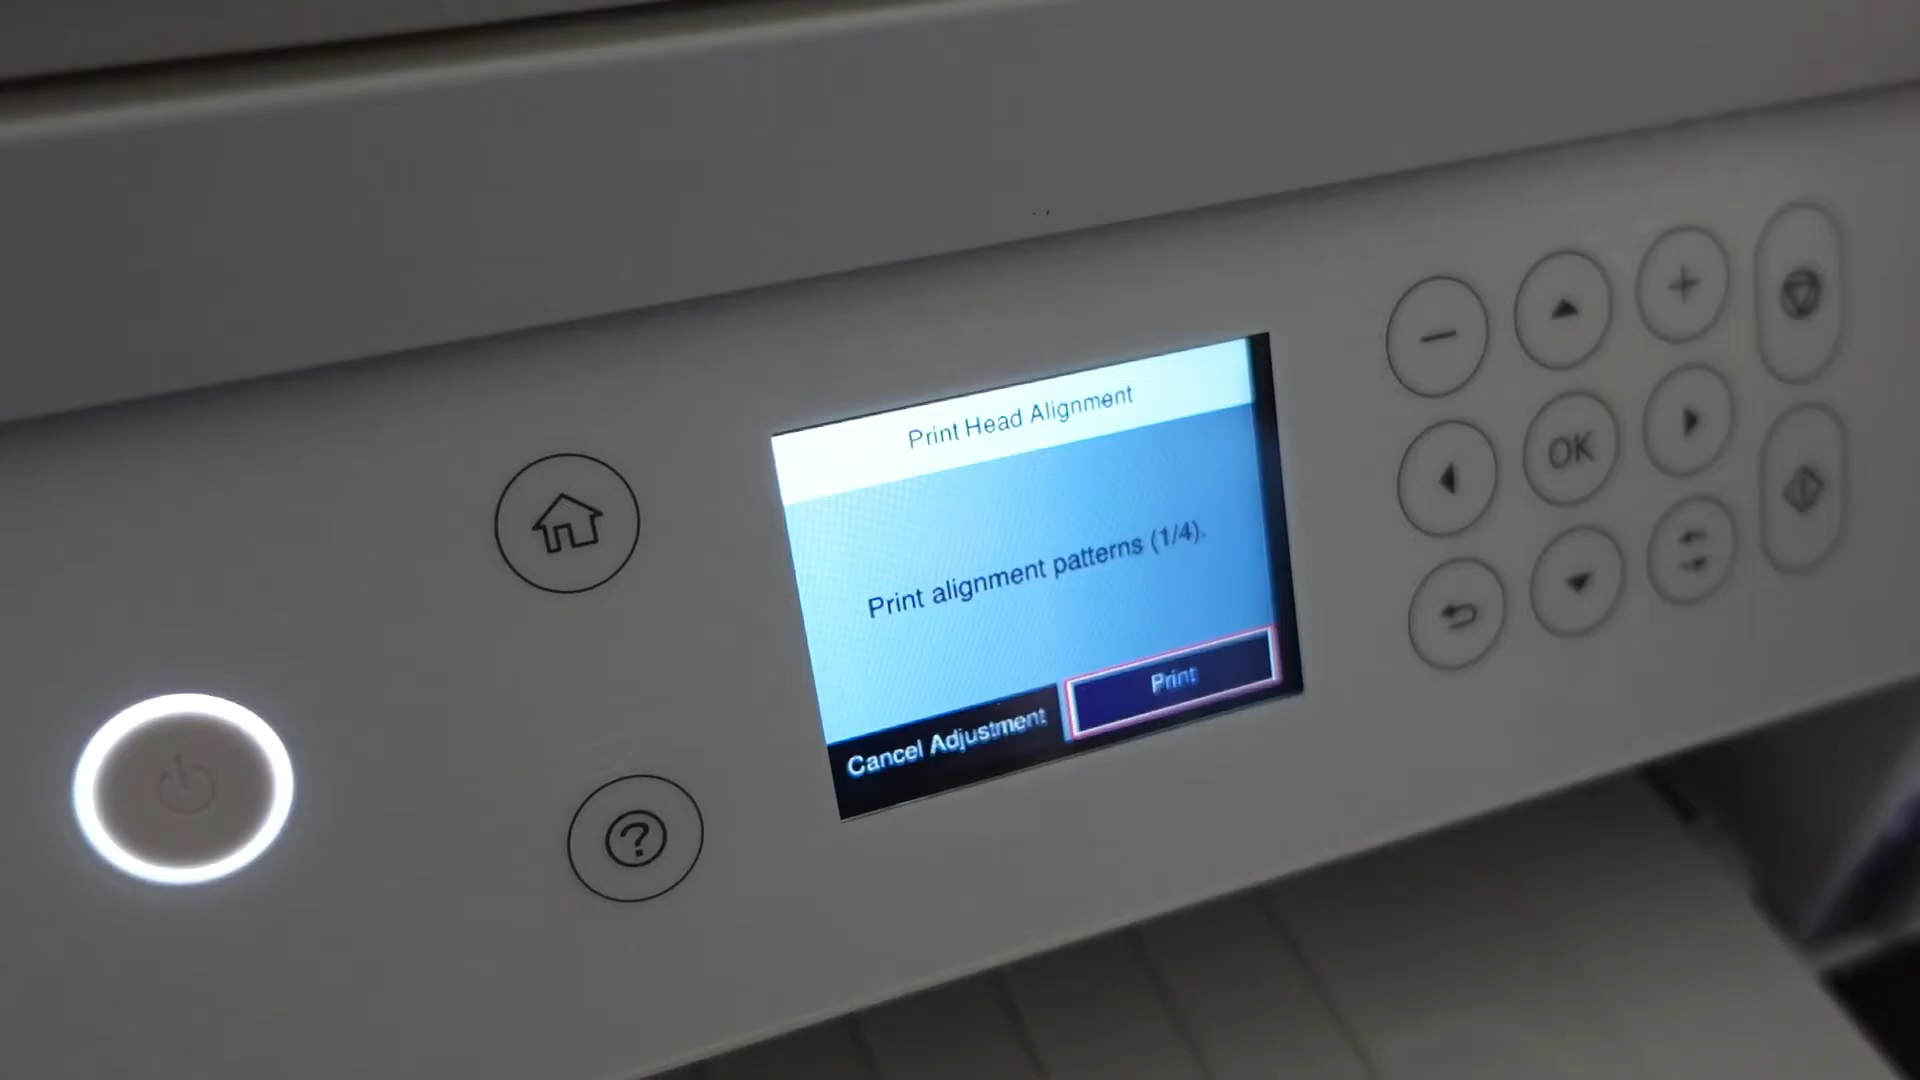 Print Head Alignment
Print alignment patterns (1/4).
Cancel Adjustment
Print
OK